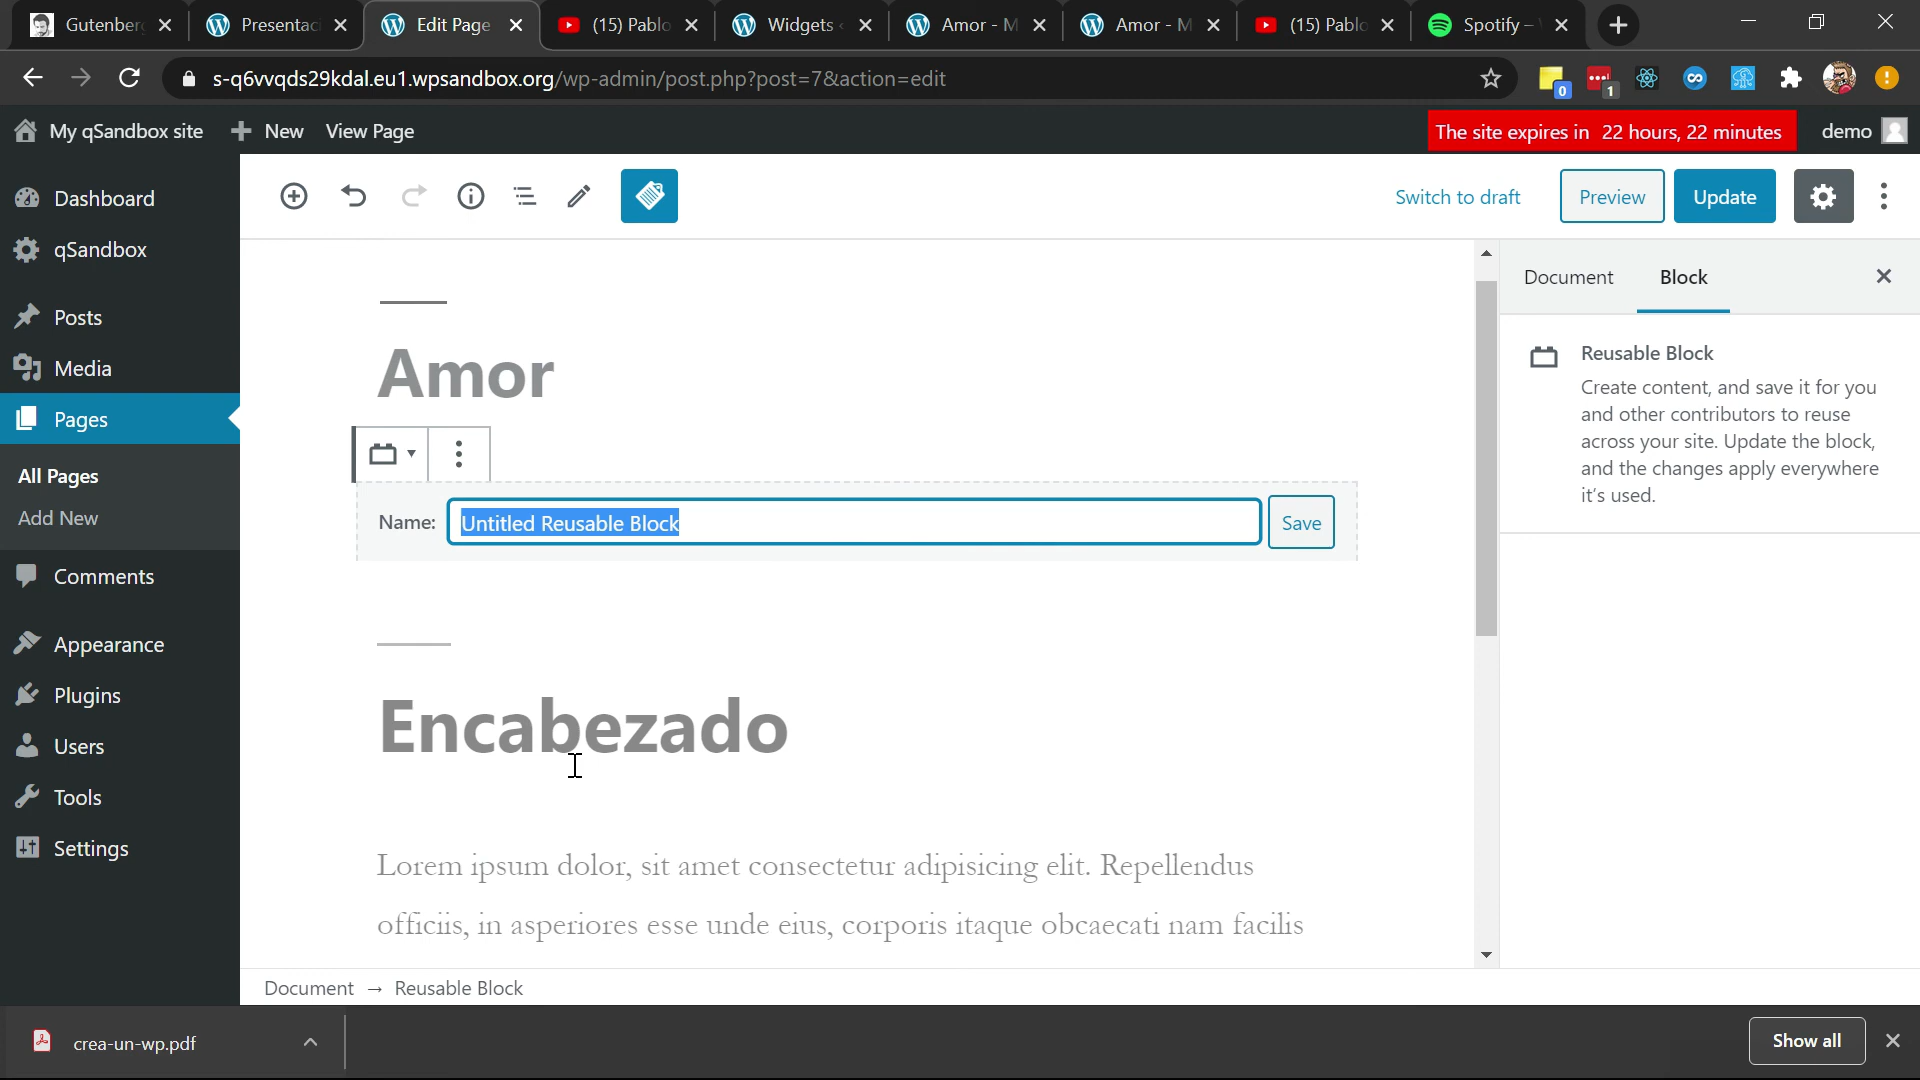 Gutenber
Presentac
Edit Page
(15) Pablo
Widgets
Amor - M
Amor - M
(15) Pablo
Spotify –
s-q6vvqds29kdal.eu1.wpsandbox.org/wp-admin/post.php?post=7&action=edit
0
1
My qSandbox site
New
View Page
The site expires in 22 hours, 22 minutes
demo
Dashboard
qSandbox
Posts
Media
Pages
All Pages
Add New
Comments
Appearance
Plugins
Users
Tools
Settings
Switch to draft
Preview
Update
Amor
Name:
Untitled Reusable Block
Save
Encabezado
Lorem ipsum dolor, sit amet consectetur adipisicing elit. Repellendus
officiis, in asperiores esse unde eius, corporis itaque obcaecati nam facilis
Document
Block
Reusable Block
Create content, and save it for you
and other contributors to reuse
across your site. Update the block,
and the changes apply everywhere
it's used.
Document → Reusable Block
crea-un-wp.pdf
Show all